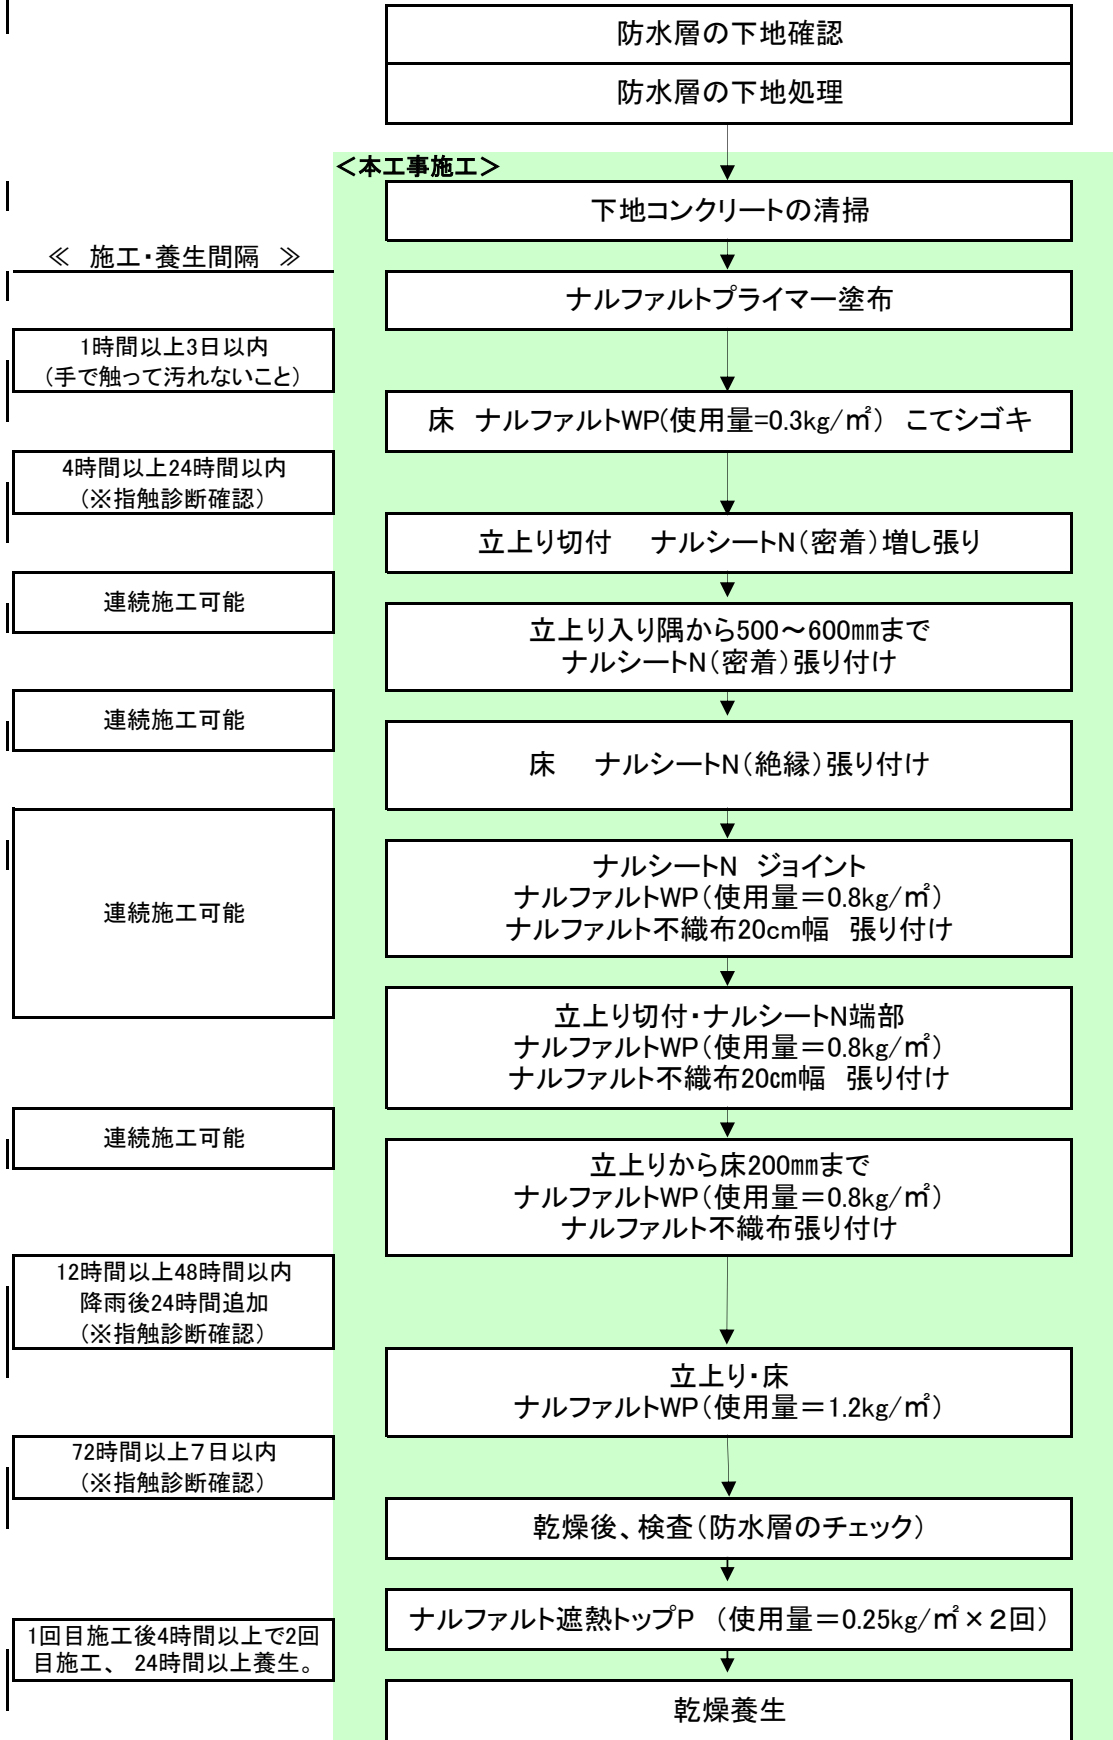 防水層の下地確認
防水層の下地処理
＜本工事施工＞
下地コンクリートの清掃
≪　施工・養生間隔　≫
ナルファルトプライマー塗布
1時間以上3日以内
（手で触って汚れないこと）
床　ナルファルトWP(使用量=0.3kg/㎡)　こてシゴキ
4時間以上24時間以内
（※指触診断確認）
立上り切付　ナルシートN（密着）増し張り
連続施工可能
立上り入り隅から500～600㎜まで
ナルシートN（密着）張り付け
連続施工可能
床　ナルシートN（絶縁）張り付け
ナルシートN　ジョイント
ナルファルトWP（使用量＝0.8kg/㎡）
ナルファルト不織布20cm幅　張り付け
連続施工可能
立上り切付・ナルシートN端部
ナルファルトWP（使用量＝0.8kg/㎡）
ナルファルト不織布20㎝幅　張り付け
連続施工可能
立上りから床200㎜まで
ナルファルトWP（使用量＝0.8kg/㎡）
ナルファルト不織布張り付け
12時間以上48時間以内
降雨後24時間追加
（※指触診断確認）
立上り・床
ナルファルトWP（使用量＝1.2kg/㎡）
72時間以上７日以内
（※指触診断確認）
乾燥後、検査（防水層のチェック）
ナルファルト遮熱トップP　（使用量＝0.25kg/㎡×２回）
1回目施工後4時間以上で2回
目施工、 24時間以上養生。
乾燥養生